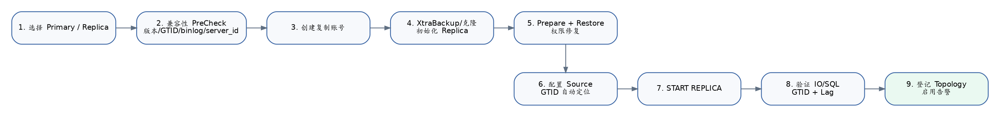 1. 选择 Primary / Replica
2. 兼容性 PreCheck
版本/GTID/binlog/server_id
3. 创建复制账号
4. XtraBackup/克隆
初始化 Replica
5. Prepare + Restore
权限修复
6. 配置 Source
GTID 自动定位
7. START REPLICA
8. 验证 IO/SQL
GTID + Lag
9. 登记 Topology
启用告警